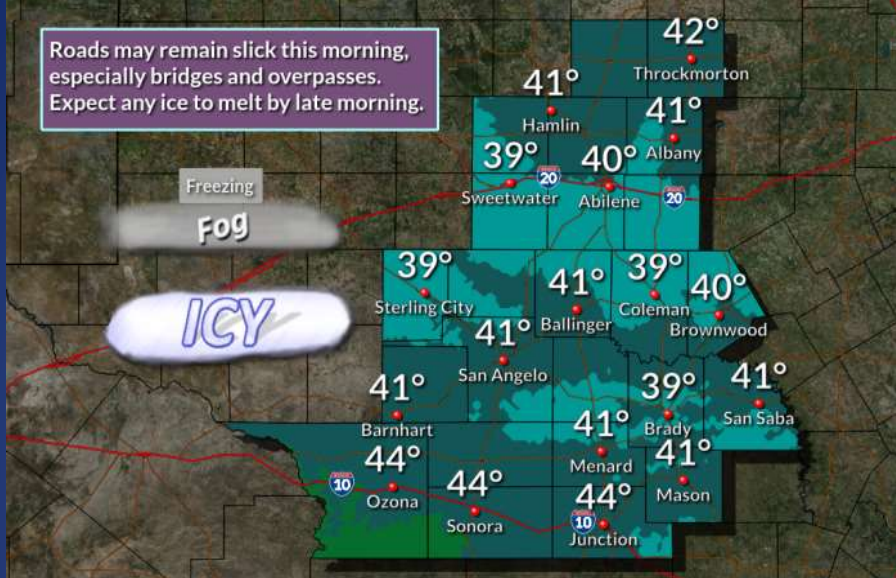 Roads may remain slick this morning,
especially bridges and overpasses.
Expect any ice to melt by late morning.
Freezing
Fog
ICY
42°
Throckmorton
41°
Hamlin
41°
Albany
39°
Sweetwater
20
40°
Abilene
20
39°
Sterling City
41°
Ballinger
39°
Coleman
40°
Brownwood
41°
San Angelo
41°
Barnhart
39°
Brady
41°
San Saba
41°
Menard
41°
Mason
10
44°
Ozona
44°
Sonora
44°
10
Junction